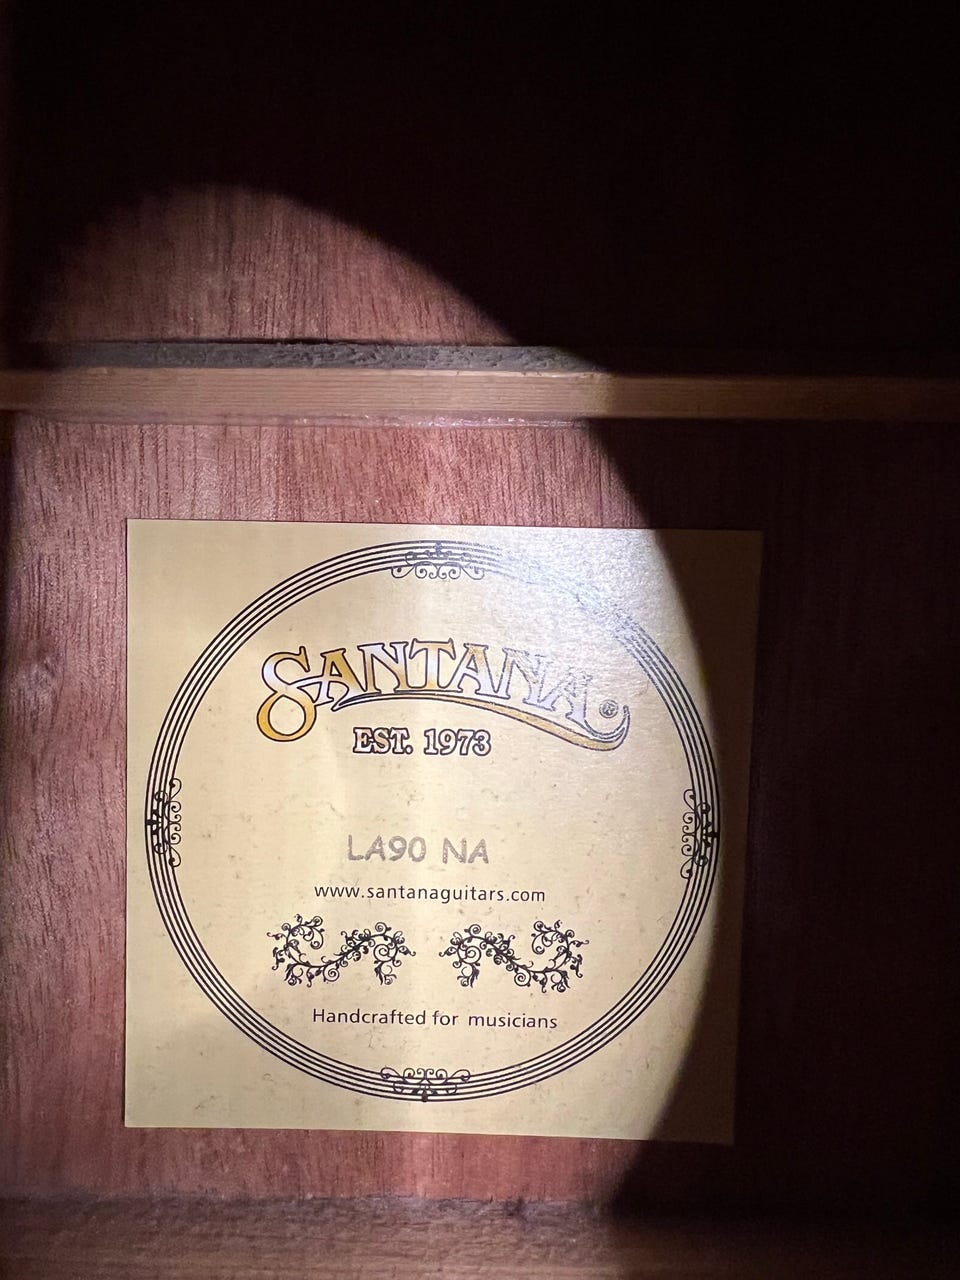 SANTANA®
EST. 1973
LA90 NA
www.santanaguitars.com
Handcrafted for musicians